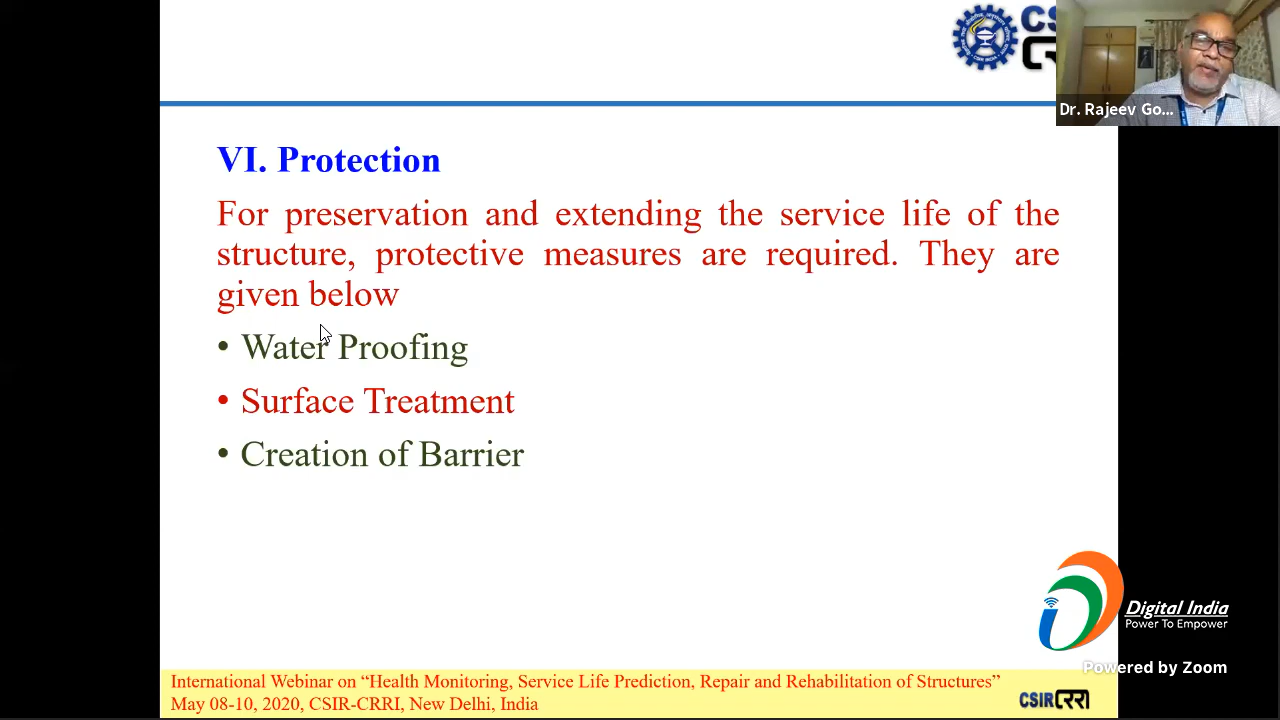 CS
CR
Dr. Rajeev Go...
VI. Protection
For preservation and extending the service life of the
structure, protective measures are required. They are
given below
• Water Proofing
• Surface Treatment
• Creation of Barrier
Digital India
Power To Empower
Powered by Zoom
International Webinar on “Health Monitoring, Service Life Prediction, Repair and Rehabilitation of Structures”
May 08-10, 2020, CSIR-CRRI, New Delhi, India
CSIR CRRI